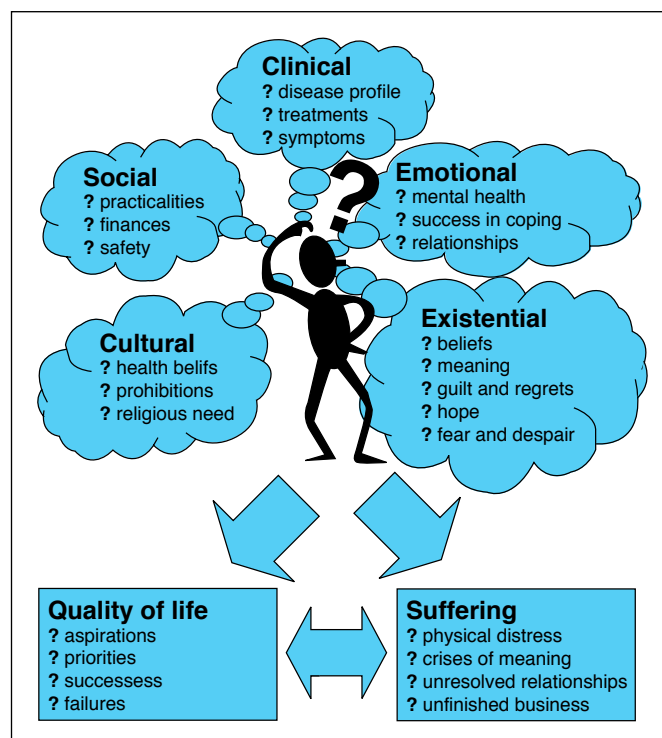 Clinical
? disease profile
? treatments
? symptoms
?
Social
? practicalities
? finances
? safety
Emotional
? mental health
? success in coping
? relationships
Cultural
? health belifs
? prohibitions
? religious need
Existential
? beliefs
? meaning
? guilt and regrets
? hope
? fear and despair
Quality of life
? aspirations
? priorities
? successess
? failures
Suffering
? physical distress
? crises of meaning
? unresolved relationships
? unfinished business